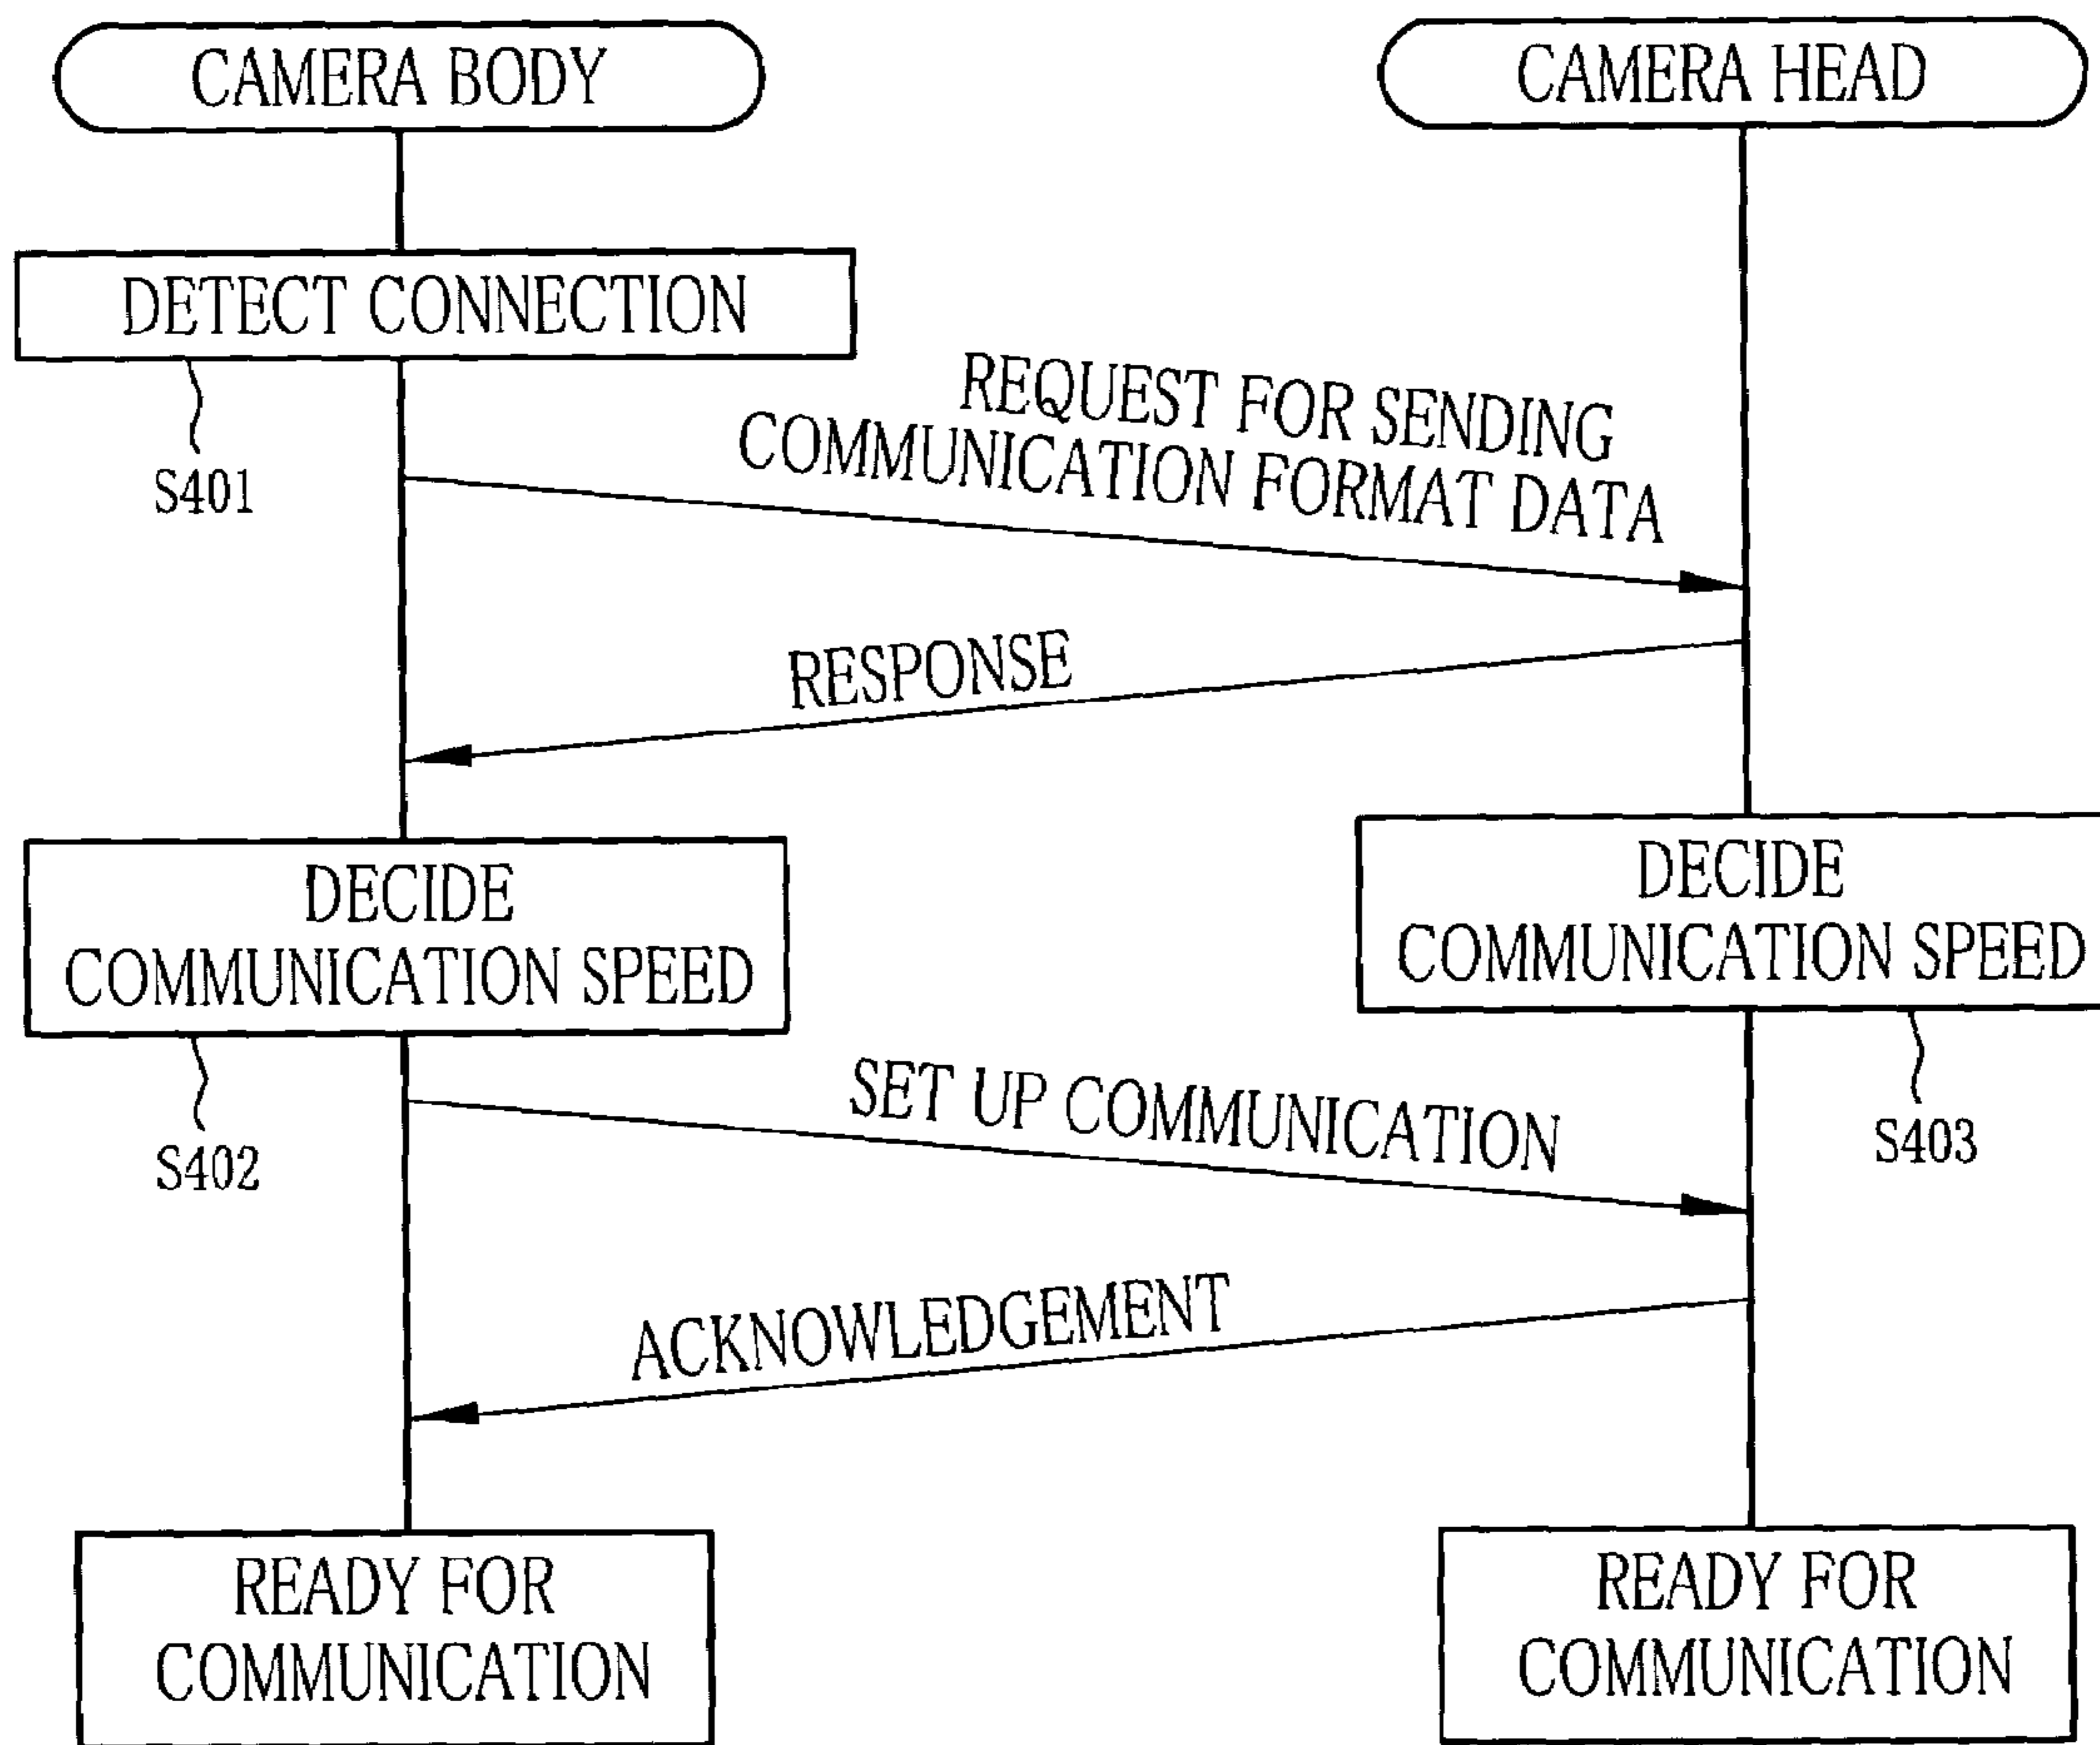 CAMERA BODY
CAMERA HEAD
DETECT CONNECTION
S401
REQUEST FOR SENDING
COMMUNICATION FORMAT DATA
RESPONSE
DECIDE
COMMUNICATION SPEED
S402
DECIDE
COMMUNICATION SPEED
S403
SET UP COMMUNICATION
ACKNOWLEDGEMENT
READY FOR
COMMUNICATION
READY FOR
COMMUNICATION